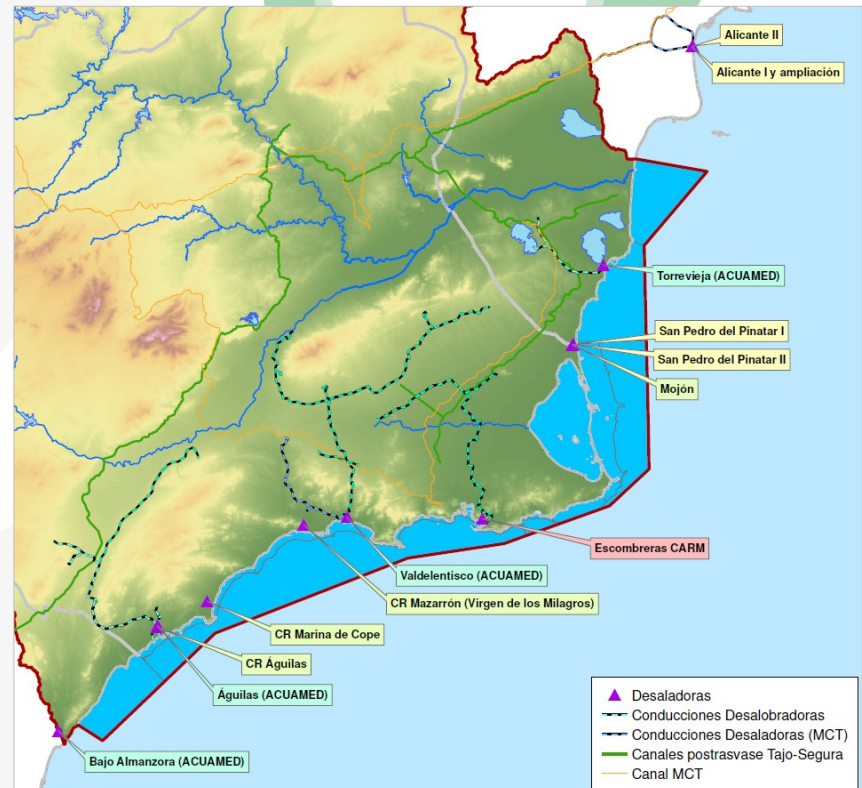 Alicante II
Alicante I y ampliación
Torrevieja (ACUAMED)
San Pedro del Pinatar I
San Pedro del Pinatar II
Mojón
Escombreras CARM
Valdelentisco (ACUAMED)
CR Mazarrón (Virgen de los Milagros)
CR Marina de Cope
CR Águilas
Águilas (ACUAMED)
Bajo Almanzora (ACUAMED)
Desaladoras
Conducciones Desalobradoras
Conducciones Desaladoras (MCT)
Canales postrasvase Tajo-Segura
Canal MCT